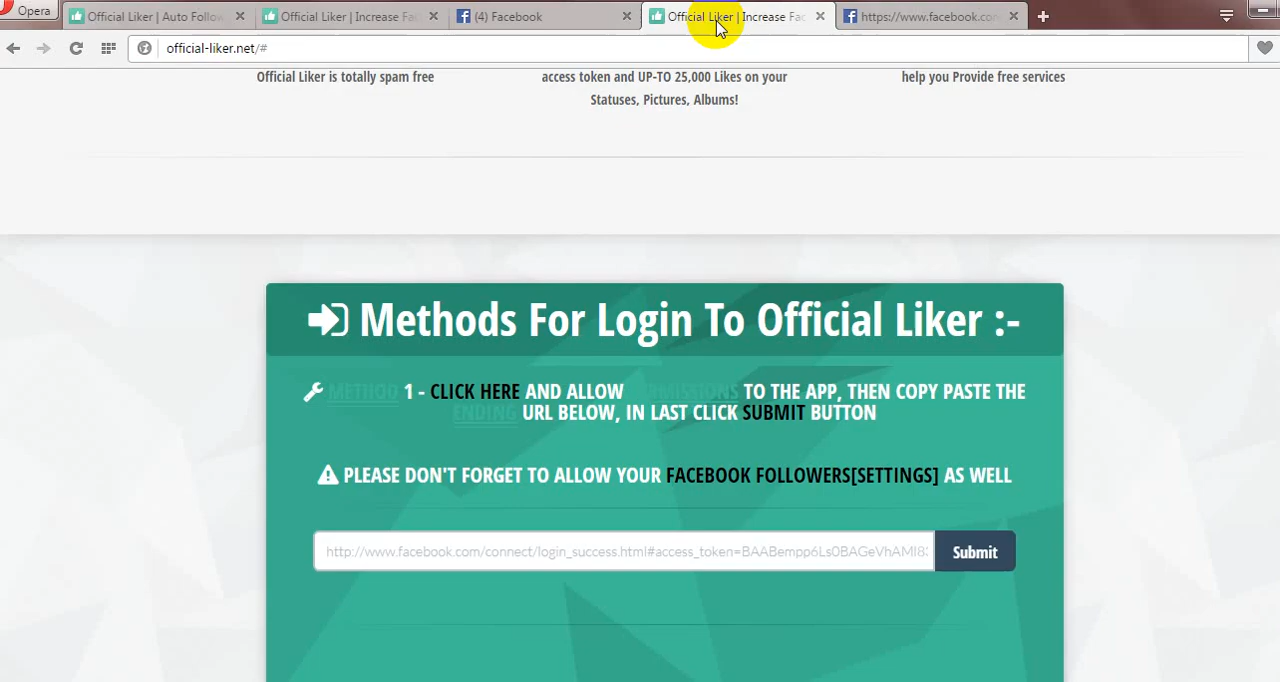 Opera
Official Liker | Auto Follow
Official Liker | Increase Fa
(4) Facebook
Official Liker | Increase Fac
https://www.facebook.co
official-liker.net/#
Official Liker is totally spam free
access token and UP-TO 25,000 Likes on your
Statuses, Pictures, Albums!
help you Provide free services
Methods For Login To Official Liker :-
METHOD 1 - CLICK HERE AND ALLOW TO THE APP, THEN COPY PASTE THE
ENDING URL BELOW, IN LAST CLICK SUBMIT BUTTON
PLEASE DON'T FORGET TO ALLOW YOUR FACEBOOK FOLLOWERS[SETTINGS] AS WELL
http://www.facebook.com/connect/login_success.html#access_token=BAABempp6Ls0BAGeVhAMI8
Submit